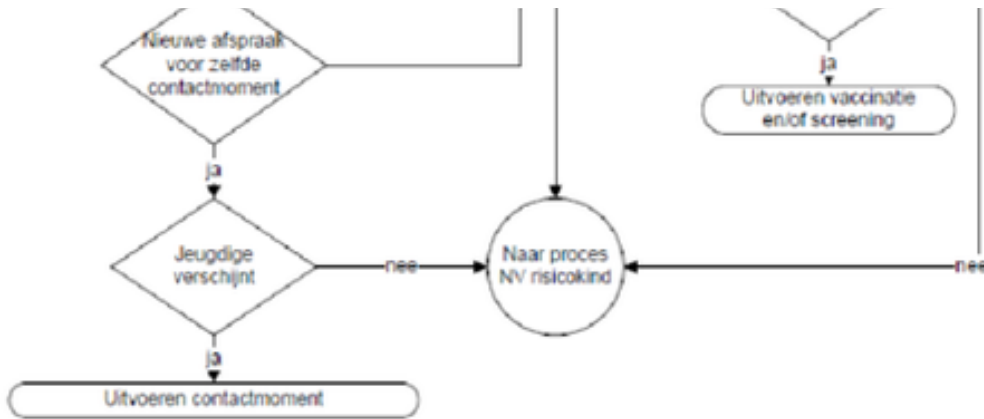 Nieuwe afspraak
voor zelfde
contactmoment
ja
Uitvoeren vaccinatie
en/of screening
ja
Jeugdige
verschijnt
nee
Naar proces
NV risicokind
nee
ja
Uitvoeren contactmoment